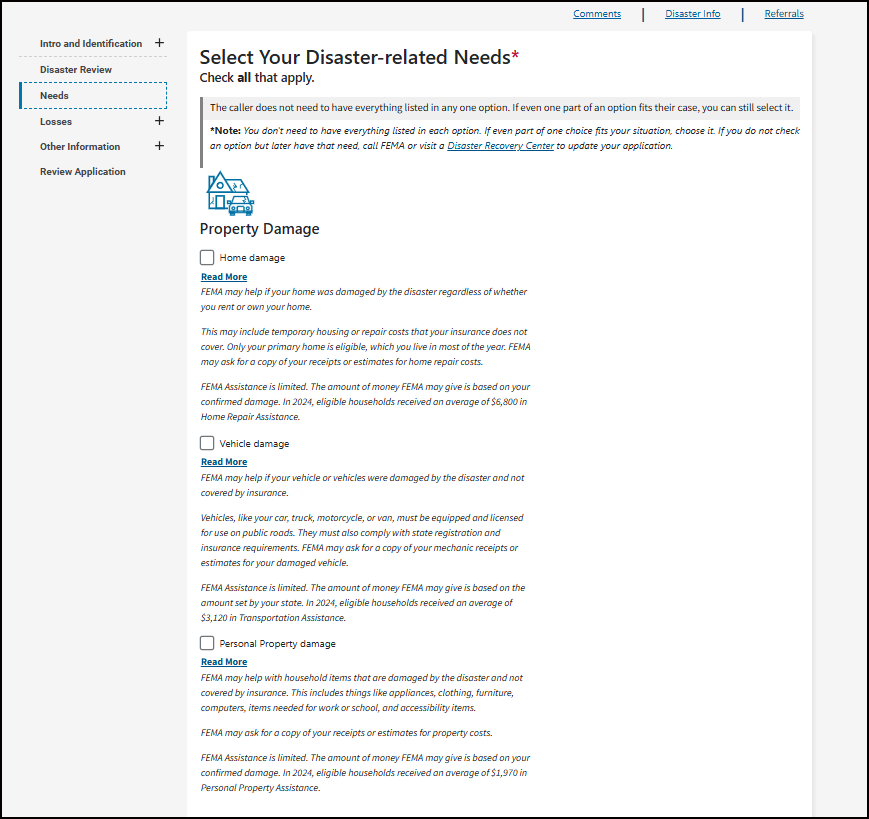 Comments | Disaster Info | Referrals
Intro and Identification +
Disaster Review
Needs
Losses +
Other Information +
Review Application
Select Your Disaster-related Needs*
Check all that apply.
The caller does not need to have everything listed in any one option. If even one part of an option fits their case, you can still select it.
*Note: You don't need to have everything listed in each option. If even part of one choice fits your situation, choose it. If you do not check
an option but later have that need, call FEMA or visit a Disaster Recovery Center to update your application.
Property Damage
Home damage
Read More
FEMA may help if your home was damaged by the disaster regardless of whether
you rent or own your home.
This may include temporary housing or repair costs that your insurance does not
cover. Only your primary home is eligible, which you live in most of the year. FEMA
may ask for a copy of your receipts or estimates for home repair costs.
FEMA Assistance is limited. The amount of money FEMA may give is based on your
confirmed damage. In 2024, eligible households received an average of $6,800 in
Home Repair Assistance.
Vehicle damage
Read More
FEMA may help if your vehicle or vehicles were damaged by the disaster and not
covered by insurance.
Vehicles, like your car, truck, motorcycle, or van, must be equipped and licensed
for use on public roads. They must also comply with state registration and
insurance requirements. FEMA may ask for a copy of your mechanic receipts or
estimates for your damaged vehicle.
FEMA Assistance is limited. The amount of money FEMA may give is based on the
amount set by your state. In 2024, eligible households received an average of
$3,120 in Transportation Assistance.
Personal Property damage
Read More
FEMA may help with household items that are damaged by the disaster and not
covered by insurance. This includes things like appliances, clothing, furniture,
computers, items needed for work or school, and accessibility items.
FEMA may ask for a copy of your receipts or estimates for property costs.
FEMA Assistance is limited. The amount of money FEMA may give is based on your
confirmed damage. In 2024, eligible households received an average of $1,970 in
Personal Property Assistance.